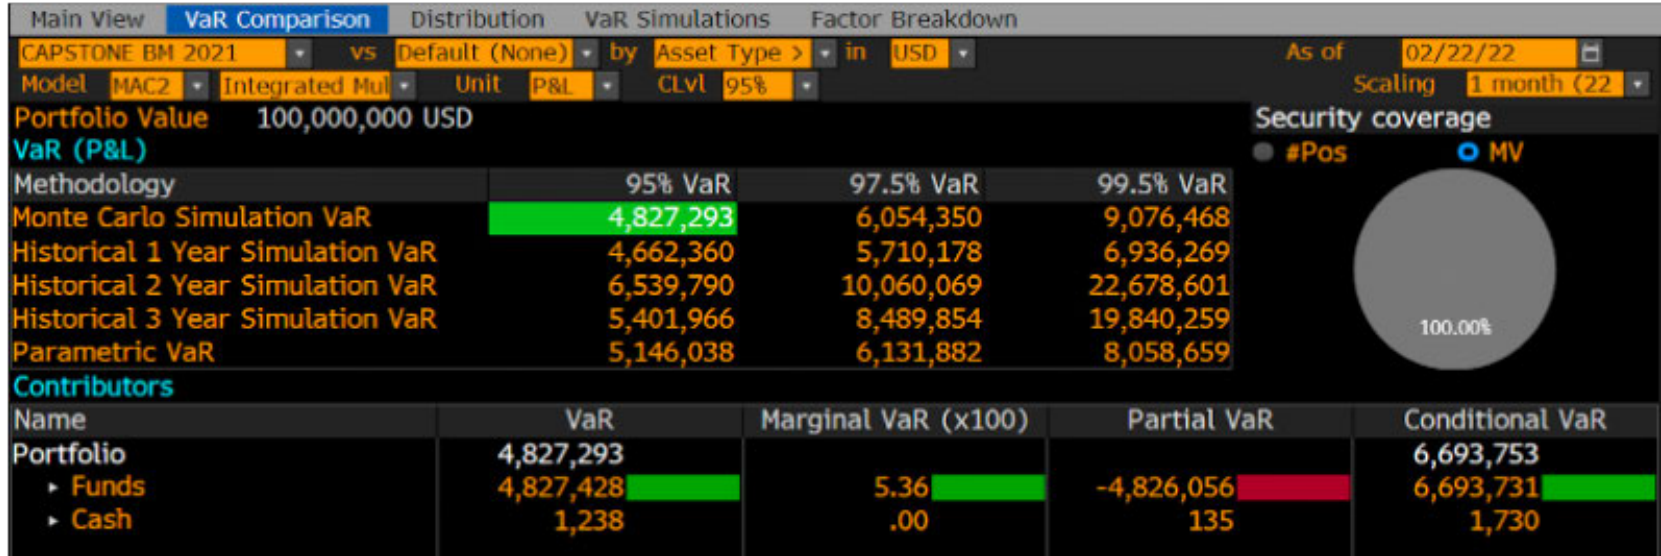 Main View VaR Comparison Distribution VaR Simulations Factor Breakdown
CAPSTONE BM 2021 vs Default (None) by Asset Type > in USD As of 02/22/22
Model MAC2 Integrated Mul Unit P&L CLvl 95% Scaling 1 month (22
Portfolio Value 100,000,000 USD Security coverage
VaR (P&L) #Pos MV
Methodology 95% VaR 97.5% VaR 99.5% VaR
Monte Carlo Simulation VaR 4,827,293 6,054,350 9,076,468
Historical 1 Year Simulation VaR 4,662,360 5,710,178 6,936,269
Historical 2 Year Simulation VaR 6,539,790 10,060,069 22,678,601
Historical 3 Year Simulation VaR 5,401,966 8,489,854 19,840,259
100.00%
Parametric VaR 5,146,038 6,131,882 8,058,659
Contributors
Name VaR Marginal VaR (x100) Partial VaR Conditional VaR
Portfolio 4,827,293 6,693,753
Funds 4,827,428 5.36 -4,826,056 6,693,731
Cash 1,238 .00 135 1,730